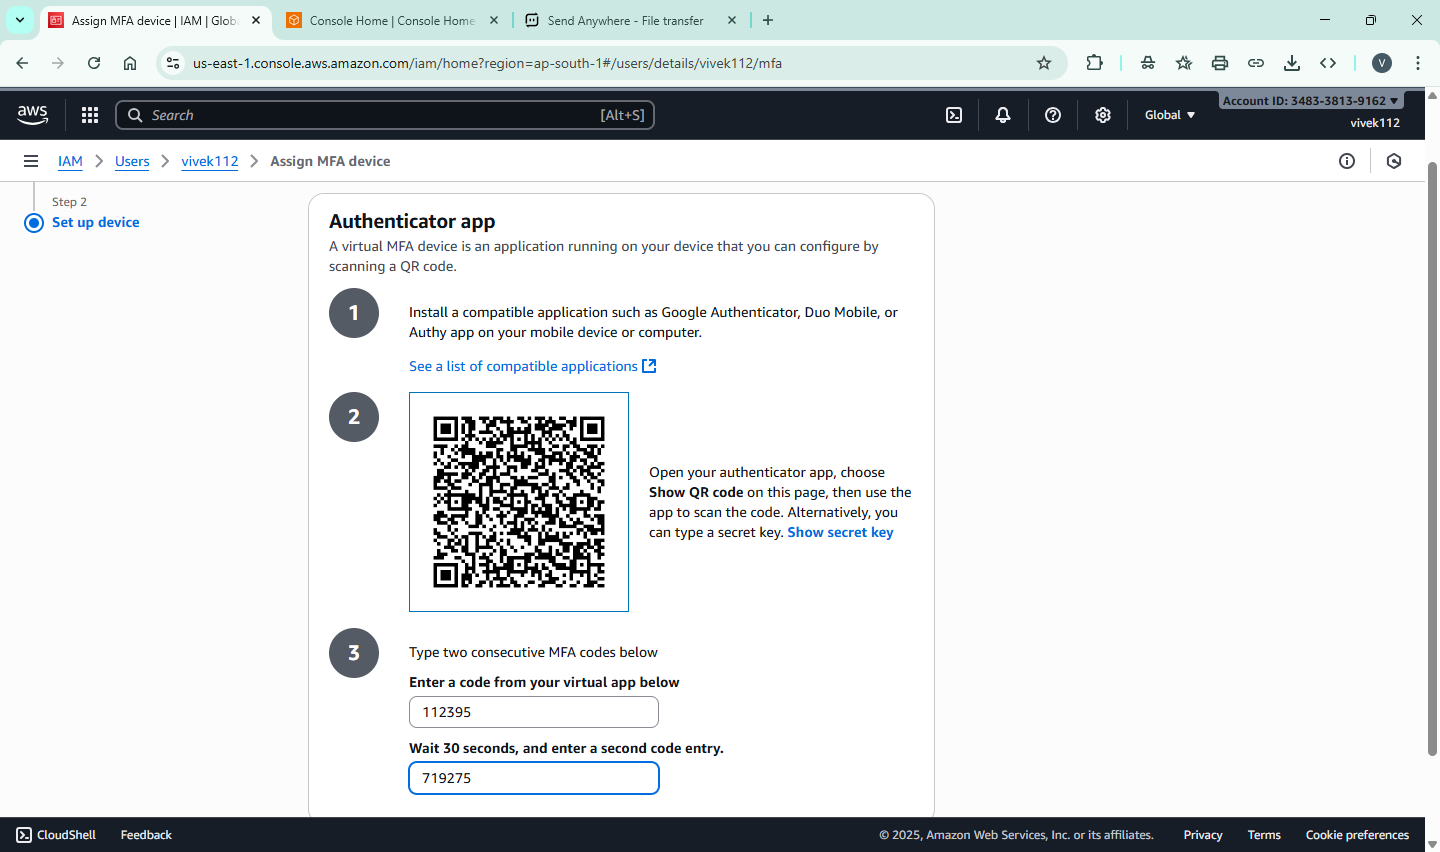 Assign MFA device | IAM | Glob
Console Home | Console Home
Send Anywhere - File transfer
us-east-1.console.aws.amazon.com/iam/home?region=ap-south-1#/users/details/vivek112/mfa
V
aws
Search
[Alt+S]
Global
Account ID: 3483-3813-9162
vivek112
IAM
Users
vivek112
Assign MFA device
Step 2
Set up device
Authenticator app
A virtual MFA device is an application running on your device that you can configure by
scanning a QR code.
1
Install a compatible application such as Google Authenticator, Duo Mobile, or
Authy app on your mobile device or computer.
See a list of compatible applications
2
Open your authenticator app, choose
Show QR code on this page, then use the
app to scan the code. Alternatively, you
can type a secret key. Show secret key
3
Type two consecutive MFA codes below
Enter a code from your virtual app below
112395
Wait 30 seconds, and enter a second code entry.
719275
CloudShell
Feedback
© 2025, Amazon Web Services, Inc. or its affiliates.
Privacy
Terms
Cookie preferences